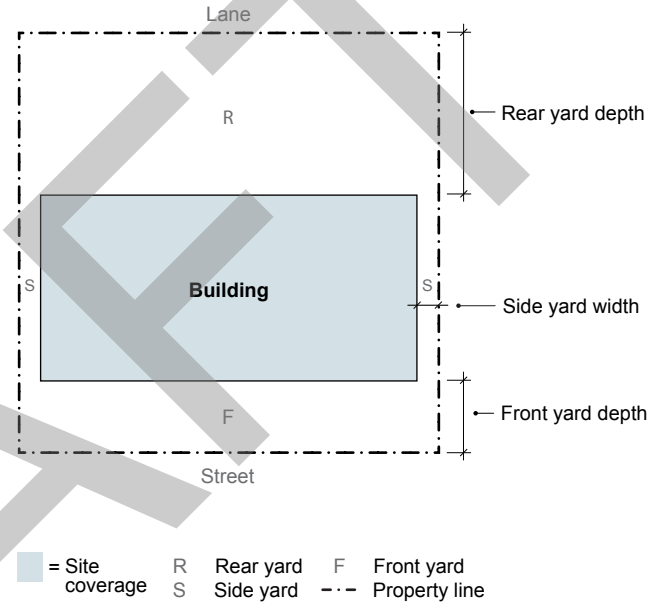 Lane
R
Rear yard depth
S
Building
S
Side yard width
F
Front yard depth
Street
= Site coverage
R Rear yard
S Side yard
F Front yard
Property line